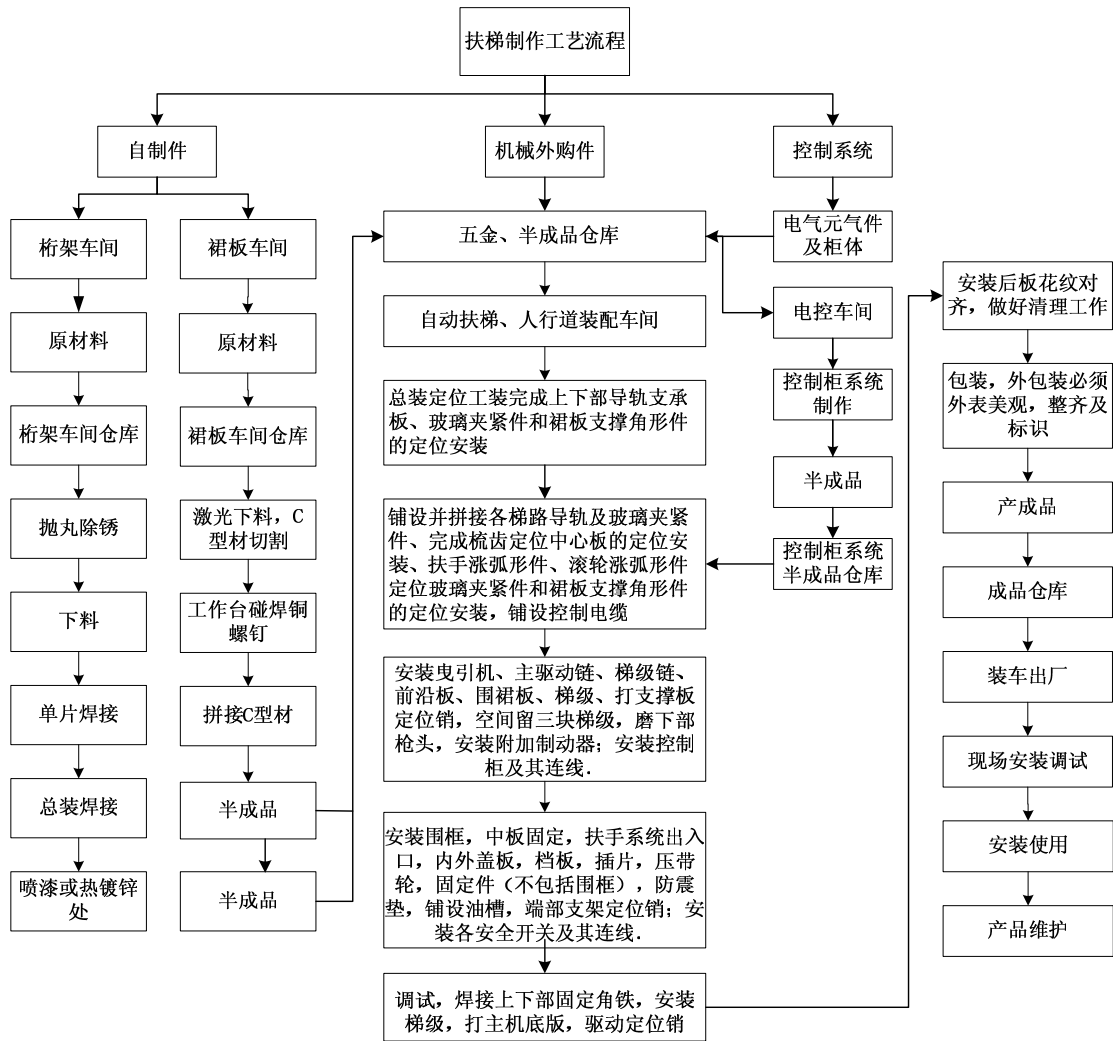 扶梯制作工艺流程
自制件
机械外购件
控制系统
桁架车间
原材料
桁架车间仓库
抛丸除锈
下料
单片焊接
总装焊接
喷漆或热镀锌
处
裙板车间
原材料
裙板车间仓库
激光下料，C
型材切割
工作台碰焊铜
螺钉
拼接C型材
半成品
半成品
五金、半成品仓库
自动扶梯、人行道装配车间
总装定位工装完成上下部导轨支承
板、玻璃夹紧件和裙板支撑角形件
的定位安装
铺设并拼接各梯路导轨及玻璃夹紧
件、完成梳齿定位中心板的定位安
装、扶手涨弧形件、滚轮涨弧形件
定位玻璃夹紧件和裙板支撑角形件
的定位安装，铺设控制电缆
安装曳引机、主驱动链、梯级链、
前沿板、围裙板、梯级、打支撑板
定位销，空间留三块梯级，磨下部
枪头，安装附加制动器；安装控制
柜及其连线.
安装围框，中板固定，扶手系统出入
口，内外盖板，档板，插片，压带
轮，固定件（不包括围框），防震
垫，铺设油槽，端部支架定位销；安
装各安全开关及其连线.
调试，焊接上下部固定角铁，安装
梯级，打主机底版，驱动定位销
电气元气件
及柜体
电控车间
控制柜系统
制作
半成品
控制柜系统
半成品仓库
安装后板花纹对
齐，做好清理工作
包装，外包装必须
外表美观，整齐及
标识
产成品
成品仓库
装车出厂
现场安装调试
安装使用
产品维护